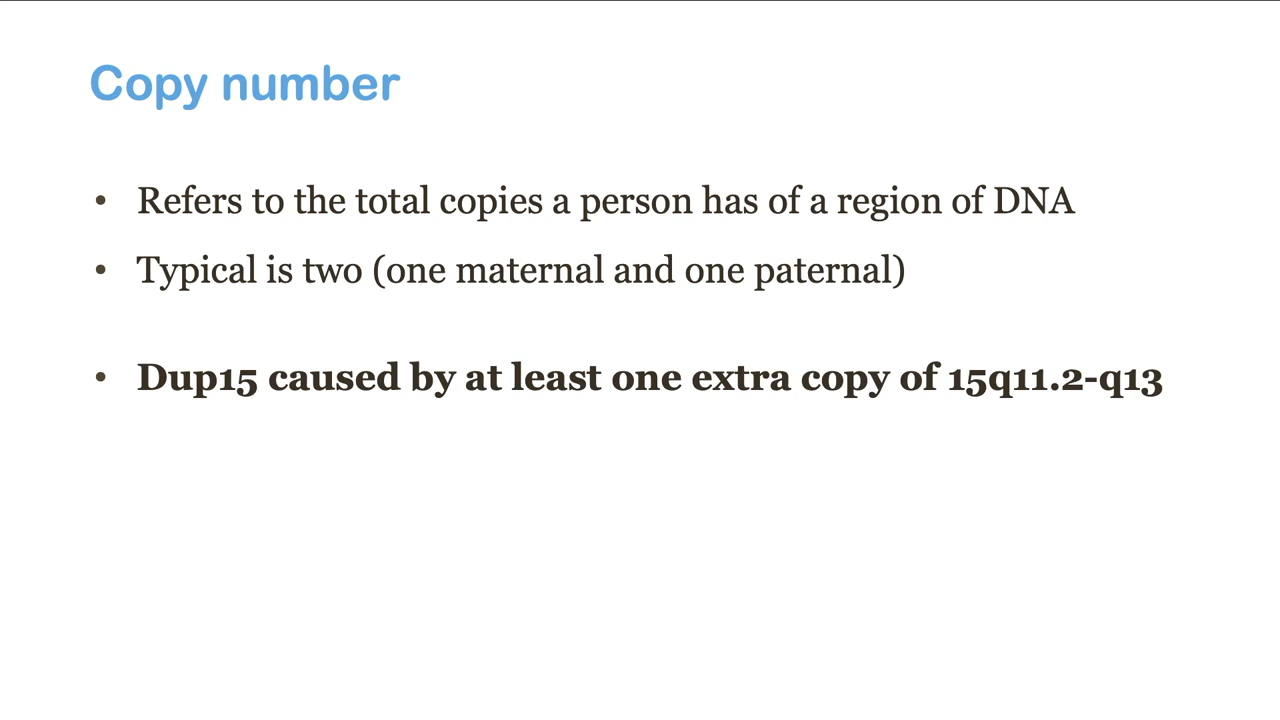 Copy number
• Refers to the total copies a person has of a region of DNA
• Typical is two (one maternal and one paternal)
• Dup15 caused by at least one extra copy of 15q11.2-q13